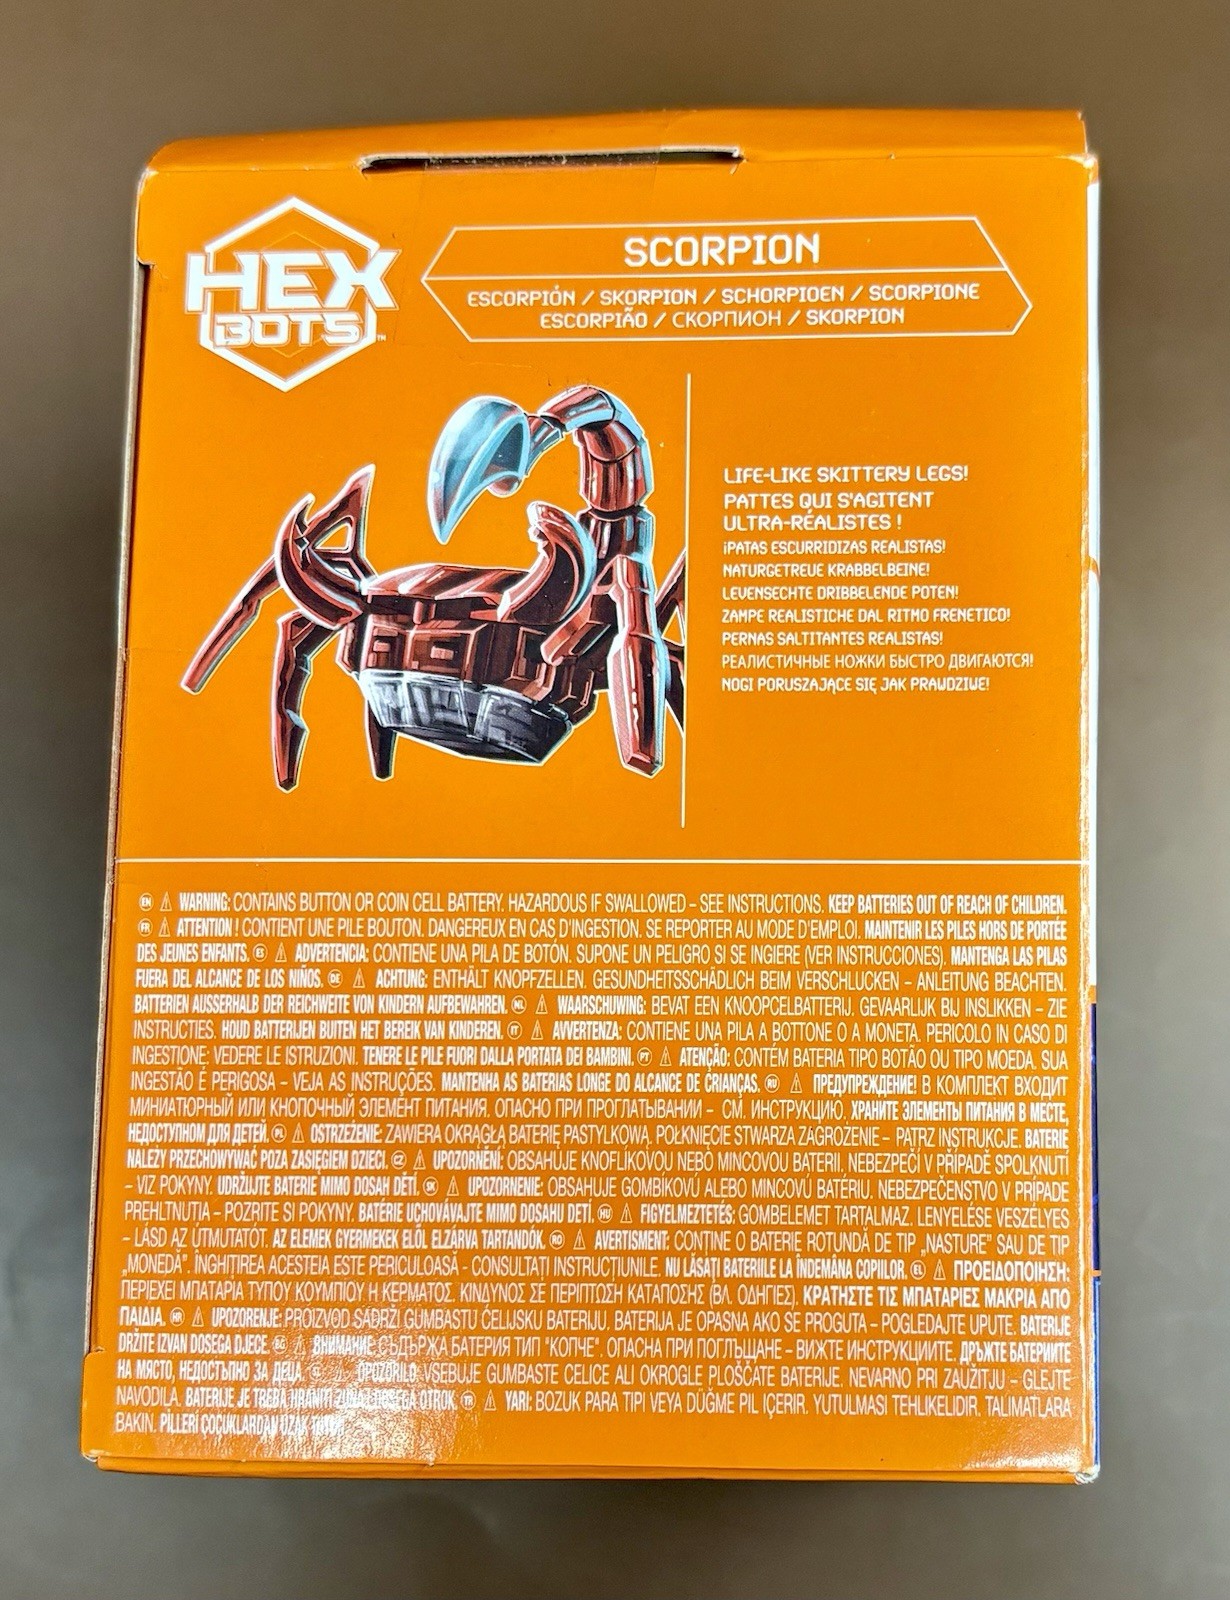 HEX
BOTS™
SCORPION
ESCORPIÓN / SKORPION / SCHORPIOEN / SCORPIONE
ESCORPIÃO / СКОРПИОН / SKORPION
LIFE-LIKE SKITTERY LEGS!
PATTES QUI S'AGITENT
ULTRA-RÉALISTES !
¡PATAS ESCURRIDIZAS REALISTAS!
NATURGETREUE KRABBELBEINE!
LEVENSECHTE DRIBBELENDE POTEN!
ZAMPE REALISTICHE DAL RITMO FRENETICO!
PERNAS SALTITANTES REALISTAS!
РЕАЛИСТИЧНЫЕ НОЖКИ БЫСТРО ДВИГАЮТСЯ!
NOGI PORUSZAJĄCE SIĘ JAK PRAWDZIWE!
EN ⚠ WARNING: CONTAINS BUTTON OR COIN CELL BATTERY. HAZARDOUS IF SWALLOWED – SEE INSTRUCTIONS. KEEP BATTERIES OUT OF REACH OF CHILDREN.
FR ⚠ ATTENTION ! CONTIENT UNE PILE BOUTON. DANGEREUX EN CAS D'INGESTION. SE REPORTER AU MODE D'EMPLOI. MAINTENIR LES PILES HORS DE PORTÉE
DES JEUNES ENFANTS. ES ⚠ ADVERTENCIA: CONTIENE UNA PILA DE BOTÓN. SUPONE UN PELIGRO SI SE INGIERE (VER INSTRUCCIONES). MANTENGA LAS PILAS
FUERA DEL ALCANCE DE LOS NIÑOS. DE ⚠ ACHTUNG: ENTHÄLT KNOPFZELLEN. GESUNDHEITSSCHÄDLICH BEIM VERSCHLUCKEN – ANLEITUNG BEACHTEN.
BATTERIEN AUSSERHALB DER REICHWEITE VON KINDERN AUFBEWAHREN. NL ⚠ WAARSCHUWING: BEVAT EEN KNOOPCELBATTERIJ. GEVAARLIJK BIJ INSLIKKEN – ZIE
INSTRUCTIES. HOUD BATTERIJEN BUITEN HET BEREIK VAN KINDEREN. IT ⚠ AVVERTENZA: CONTIENE UNA PILA A BOTTONE O A MONETA. PERICOLO IN CASO DI
INGESTIONE: VEDERE LE ISTRUZIONI. TENERE LE PILE FUORI DALLA PORTATA DEI BAMBINI. PT ⚠ ATENÇÃO: CONTÉM BATERIA TIPO BOTÃO OU TIPO MOEDA. SUA
INGESTÃO É PERIGOSA – VEJA AS INSTRUÇÕES. MANTENHA AS BATERIAS LONGE DO ALCANCE DE CRIANÇAS. RU ⚠ ПРЕДУПРЕЖДЕНИЕ! В КОМПЛЕКТ ВХОДИТ
МИНИАТЮРНЫЙ ИЛИ КНОПОЧНЫЙ ЭЛЕМЕНТ ПИТАНИЯ. ОПАСНО ПРИ ПРОГЛАТЫВАНИИ – СМ. ИНСТРУКЦИЮ. ХРАНИТЕ ЭЛЕМЕНТЫ ПИТАНИЯ В МЕСТЕ,
НЕДОСТУПНОМ ДЛЯ ДЕТЕЙ. PL ⚠ OSTRZEŻENIE: ZAWIERA OKRĄGŁĄ BATERIĘ PASTYLKOWĄ. POŁKNIĘCIE STWARZA ZAGROŻENIE – PATRZ INSTRUKCJE. BATERIE
NALEŻY PRZECHOWYWAĆ POZA ZASIĘGIEM DZIECI. CZ ⚠ UPOZORNĚNÍ: OBSAHUJE KNOFLÍKOVOU NEBO MINCOVOU BATERII. NEBEZPEČÍ V PŘÍPADĚ SPOLKNUTÍ
– VIZ POKYNY. UDRŽUJTE BATERIE MIMO DOSAH DĚTÍ. SK ⚠ UPOZORNENIE: OBSAHUJE GOMBÍKOVÚ ALEBO MINCOVÚ BATÉRIU. NEBEZPEČENSTVO V PRÍPADE
PREHLTNUTIA – POZRITE SI POKYNY. BATÉRIE UCHOVÁVAJTE MIMO DOSAHU DETÍ. HU ⚠ FIGYELMEZTETÉS: GOMBELEMET TARTALMAZ. LENYELÉSE VESZÉLYES
– LÁSD AZ ÚTMUTATÓT. AZ ELEMEK GYERMEKEK ELŐL ELZÁRVA TARTANDÓK. RO ⚠ AVERTISMENT: CONȚINE O BATERIE ROTUNDĂ DE TIP „NASTURE” SAU DE TIP
„MONEDĂ”. ÎNGHIȚIREA ACESTEIA ESTE PERICULOASĂ - CONSULTAȚI INSTRUCȚIUNILE. NU LĂSAȚI BATERIILE LA ÎNDEMÂNA COPIILOR. EL ⚠ ΠΡΟΕΙΔΟΠΟΙΗΣΗ:
ΠΕΡΙΕΧΕΙ ΜΠΑΤΑΡΙΑ ΤΥΠΟΥ ΚΟΥΜΠΙΟΥ Η ΚΕΡΜΑΤΟΣ. ΚΙΝΔΥΝΟΣ ΣΕ ΠΕΡΙΠΤΩΣΗ ΚΑΤΑΠΟΣΗΣ (ΒΛ. ΟΔΗΓΙΕΣ). ΚΡΑΤΗΣΤΕ ΤΙΣ ΜΠΑΤΑΡΙΕΣ ΜΑΚΡΙΑ ΑΠΟ
ΠΑΙΔΙΑ. HR ⚠ UPOZORENJE: PROIZVOD SADRŽI GUMBASTU ĆELIJSKU BATERIJU. BATERIJA JE OPASNA AKO SE PROGUTA – POGLEDAJTE UPUTE. BATERIJE
DRŽITE IZVAN DOSEGA DJECE. BG ⚠ ВНИМАНИЕ: СЪДЪРЖА БАТЕРИЯ ТИП "КОПЧЕ". ОПАСНА ПРИ ПОГЛЪЩАНЕ – ВИЖТЕ ИНСТРУКЦИИТЕ. ДРЪЖТЕ БАТЕРИИТЕ
НА МЯСТО, НЕДОСТЪПНО ЗА ДЕЦА. ⚠ OPOZORILO: VSEBUJE GUMBASTE CELICE ALI OKROGLE PLOŠČATE BATERIJE. NEVARNO PRI ZAUŽITJU – GLEJTE
NAVODILA. BATERIJE JE TREBA HRANITI ZUNAJ DOSEGA OTROK. TR ⚠ YARI: BOZUK PARA TIPI VEYA DÜĞME PİL İÇERİR. YUTULMASI TEHLİKELİDİR. TALİMATLARA
BAKIN. PİLLERİ ÇOCUKLARDAN UZAK TUTUN.